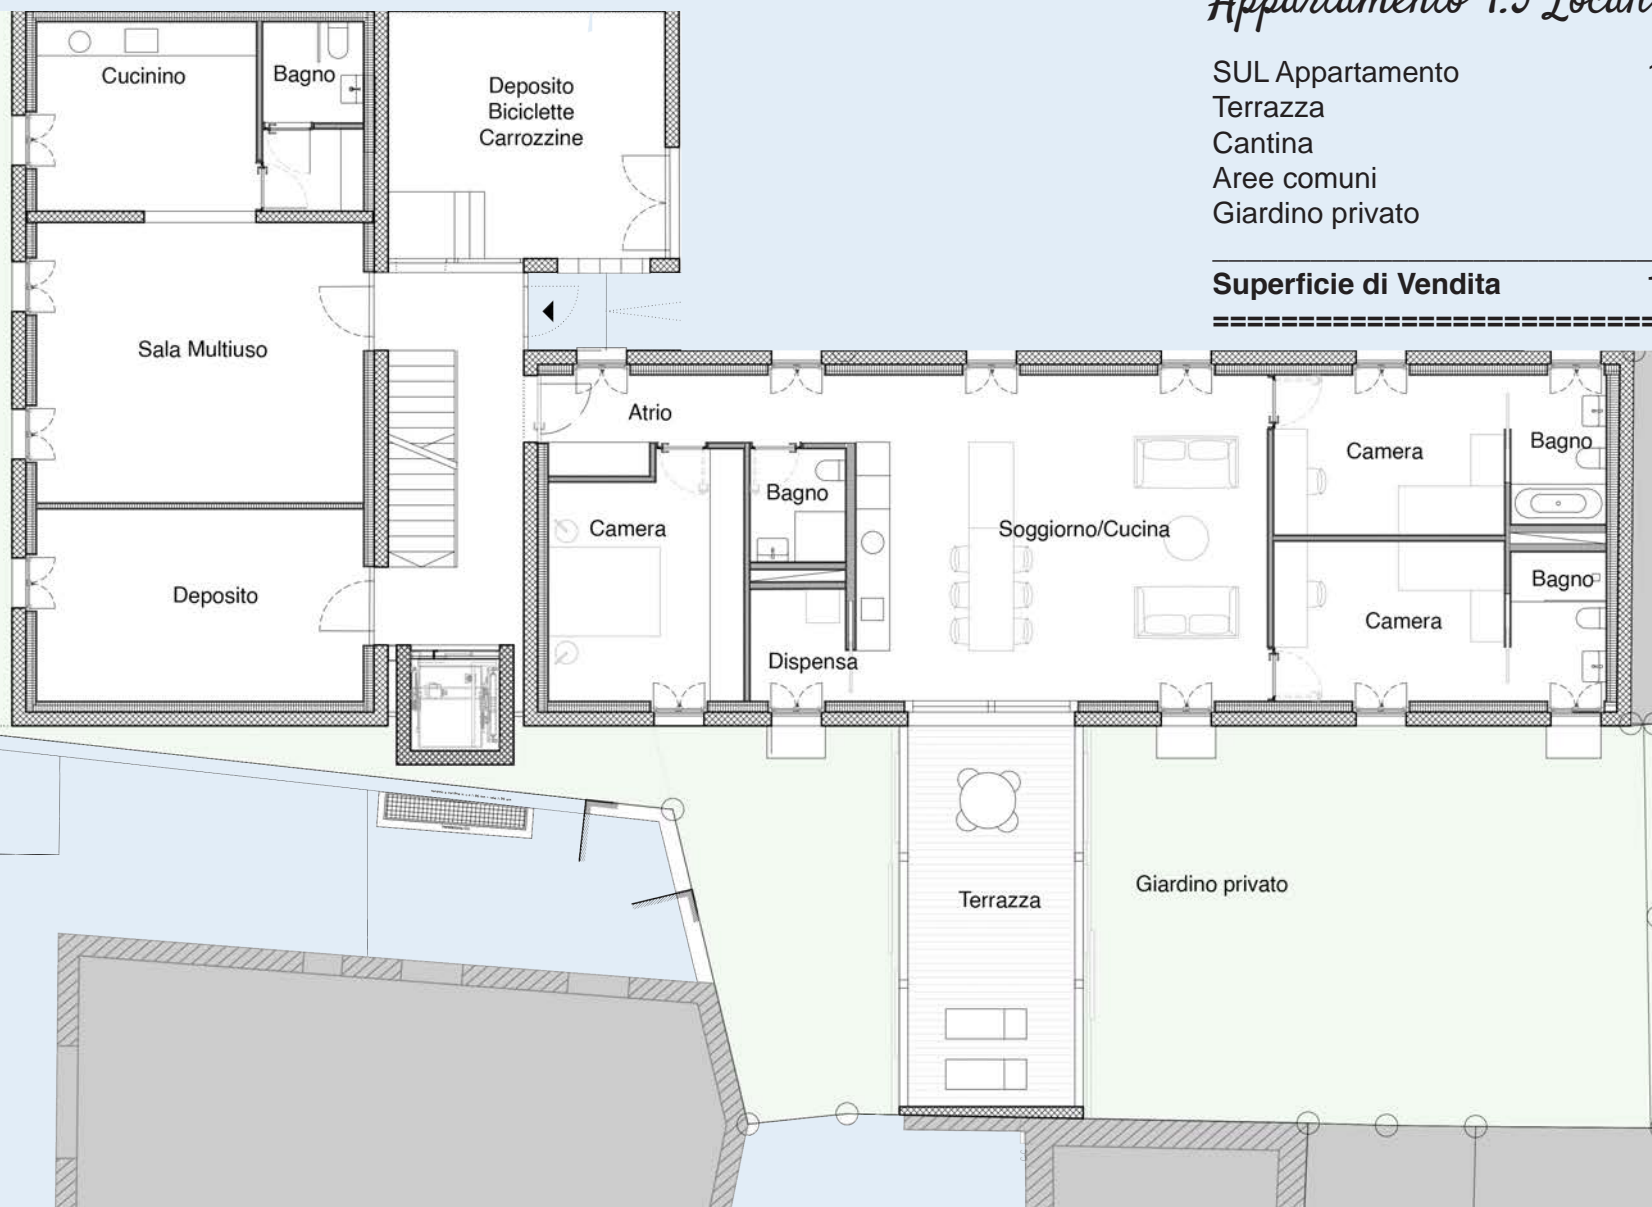 Appartamento 4.5 Locali
SUL Appartamento
Terrazza
Cantina
Aree comuni
Giardino privato
Superficie di Vendita
Cucinino
Bagno
Deposito
Biciclette
Carrozzine
Sala Multiuso
Deposito
Atrio
Camera
Bagno
Dispensa
Soggiorno/Cucina
Camera
Bagno
Camera
Bagno
Terrazza
Giardino privato